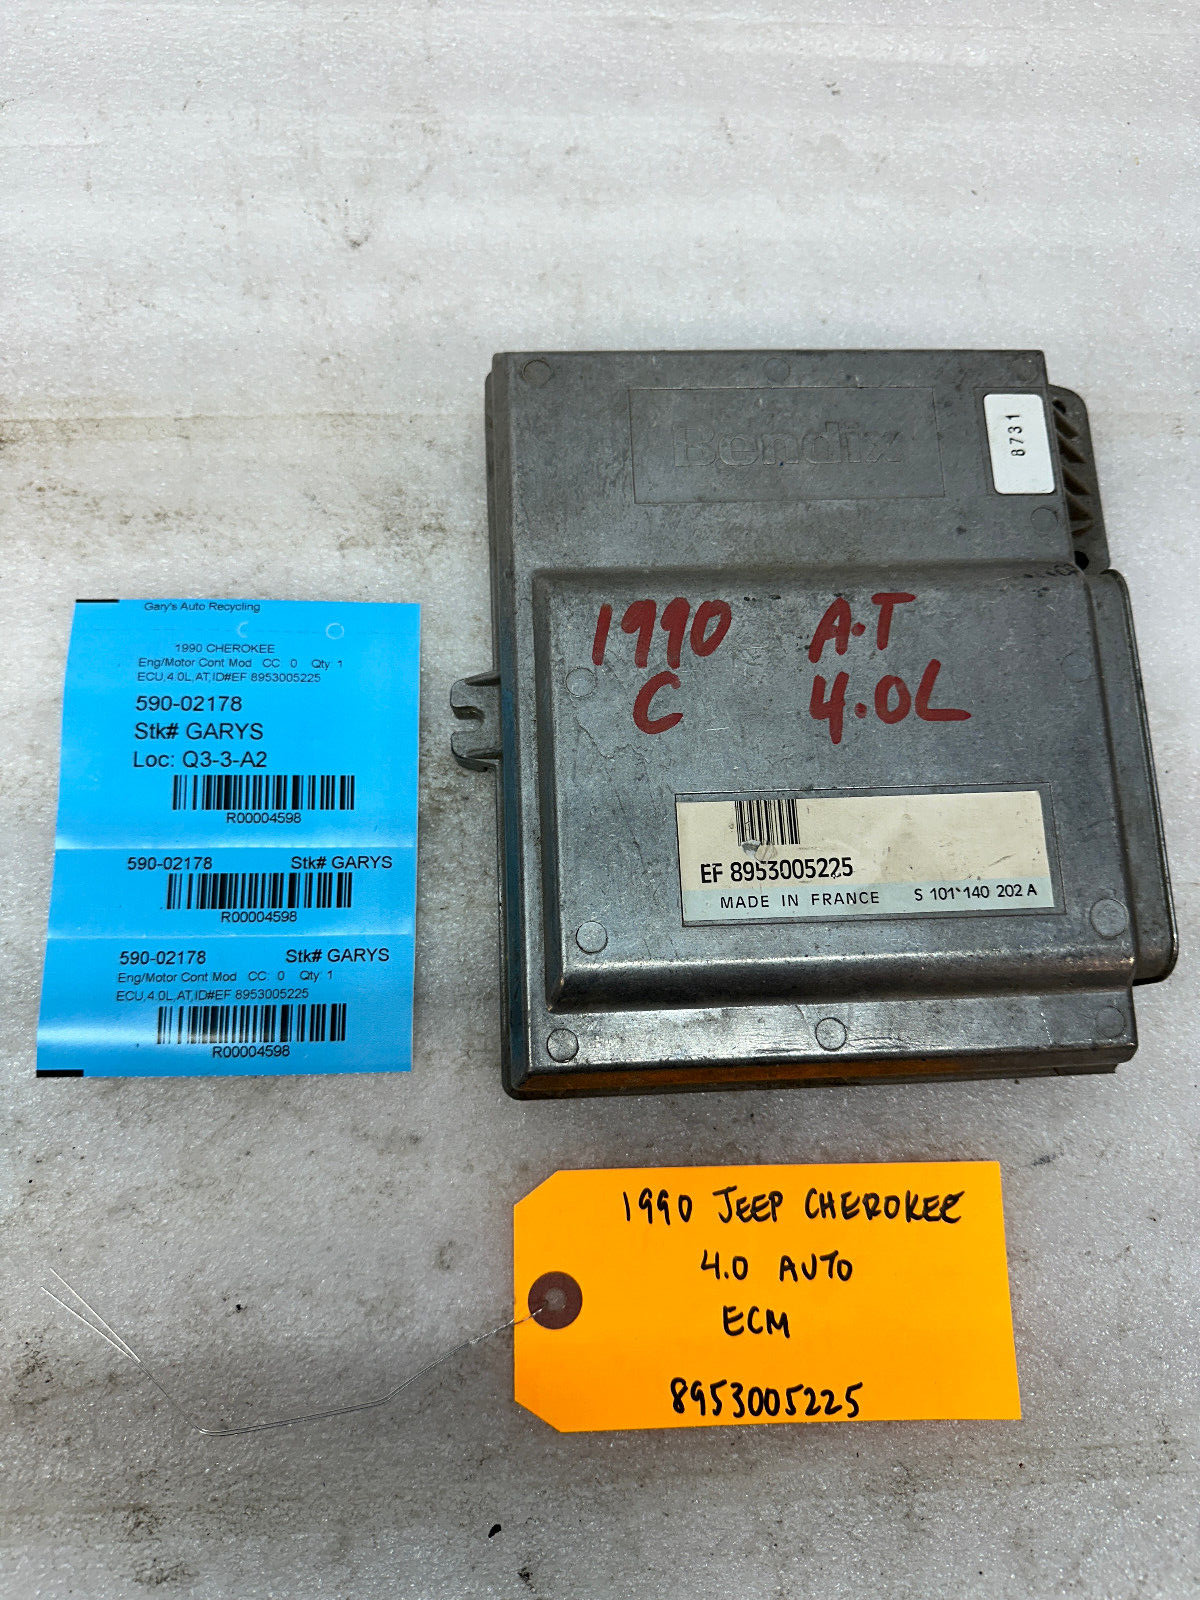 Gary's Auto Recycling
1990 CHEROKEE
Eng/Motor Cont Mod CC: 0 Qty: 1
ECU,4.0L,AT,ID#EF 8953005225
590-02178
Stk# GARYS
Loc: Q3-3-A2
R00004598
590-02178 Stk# GARYS
R00004598
590-02178 Stk# GARYS
Eng/Motor Cont Mod CC: 0 Qty: 1
ECU,4.0L,AT,ID#EF 8953005225
R00004598
Bendix
8731
1990 A.T
C 4.0L
EF 8953005225
MADE IN FRANCE S 101*140 202 A
1990 JEEP CHEROKEE
4.0 AUTO
ECM
8953005225